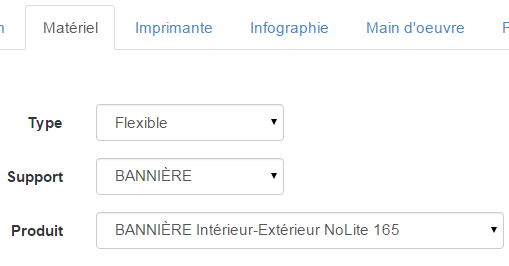 Matériel Imprimante Infographie Main d'oeuvre
Type Flexible
Support BANNIÈRE
Produit BANNIÈRE Intérieur-Extérieur NoLite 165